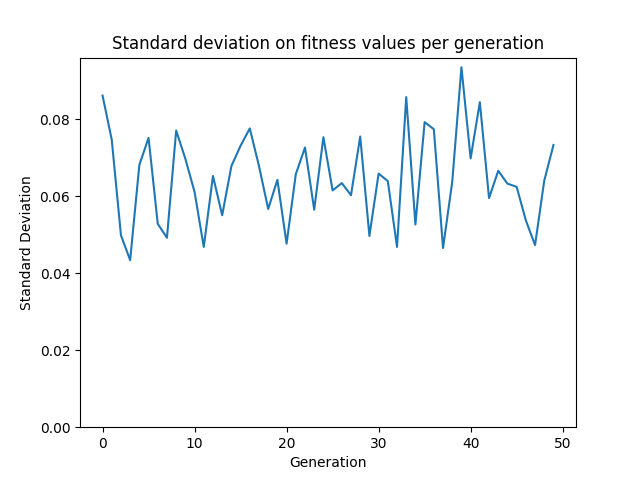 Standard deviation on fitness values per generation
Standard Deviation
0.08
0.06
0.04
0.02
0.00
0 10 20 30 40 50
Generation